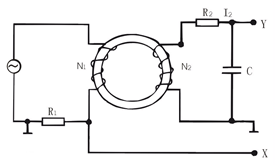 R₂ I₂ Y
N₁ N₂ C
R₁
X